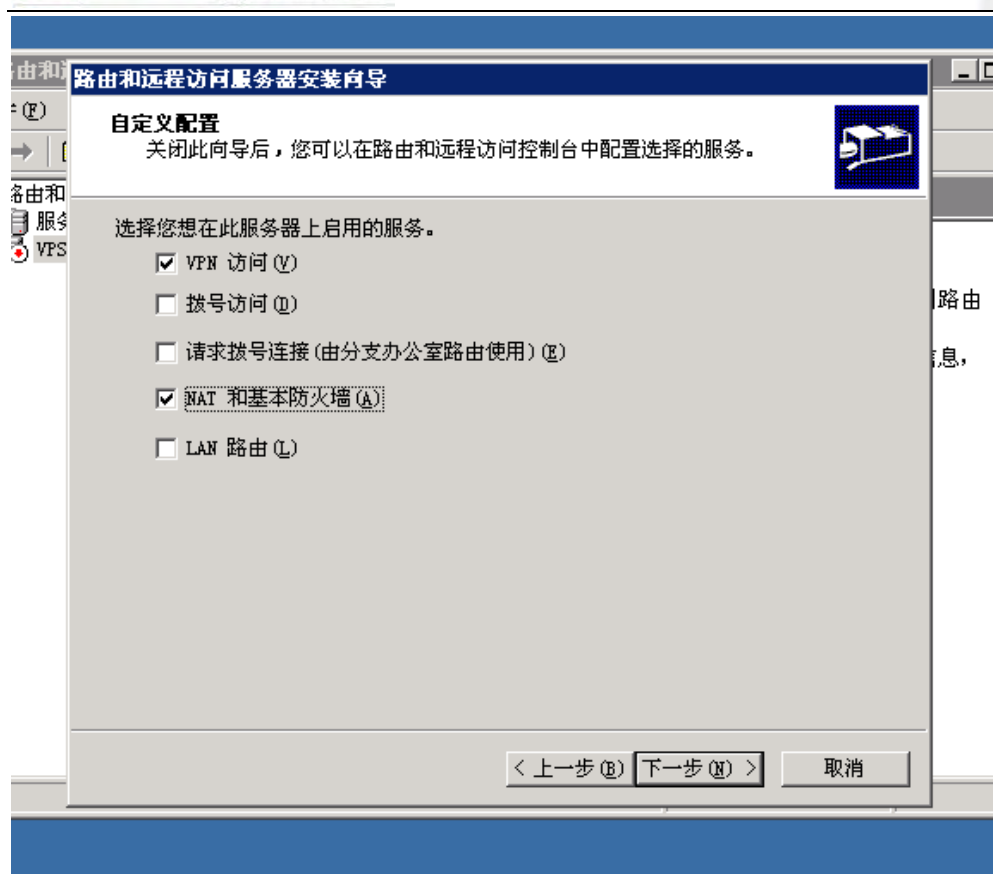 由和
路由和远程访问服务器安装向导
(F)
自定义配置
关闭此向导后，您可以在路由和远程访问控制台中配置选择的服务。
路由和
服务
VPS
选择您想在此服务器上启用的服务。
VPN 访问(V)
拨号访问(D)
路由
请求拨号连接(由分支办公室路由使用)(E)
息，
NAT 和基本防火墙(A)
LAN 路由(L)
< 上一步(B)
下一步(N) >
取消